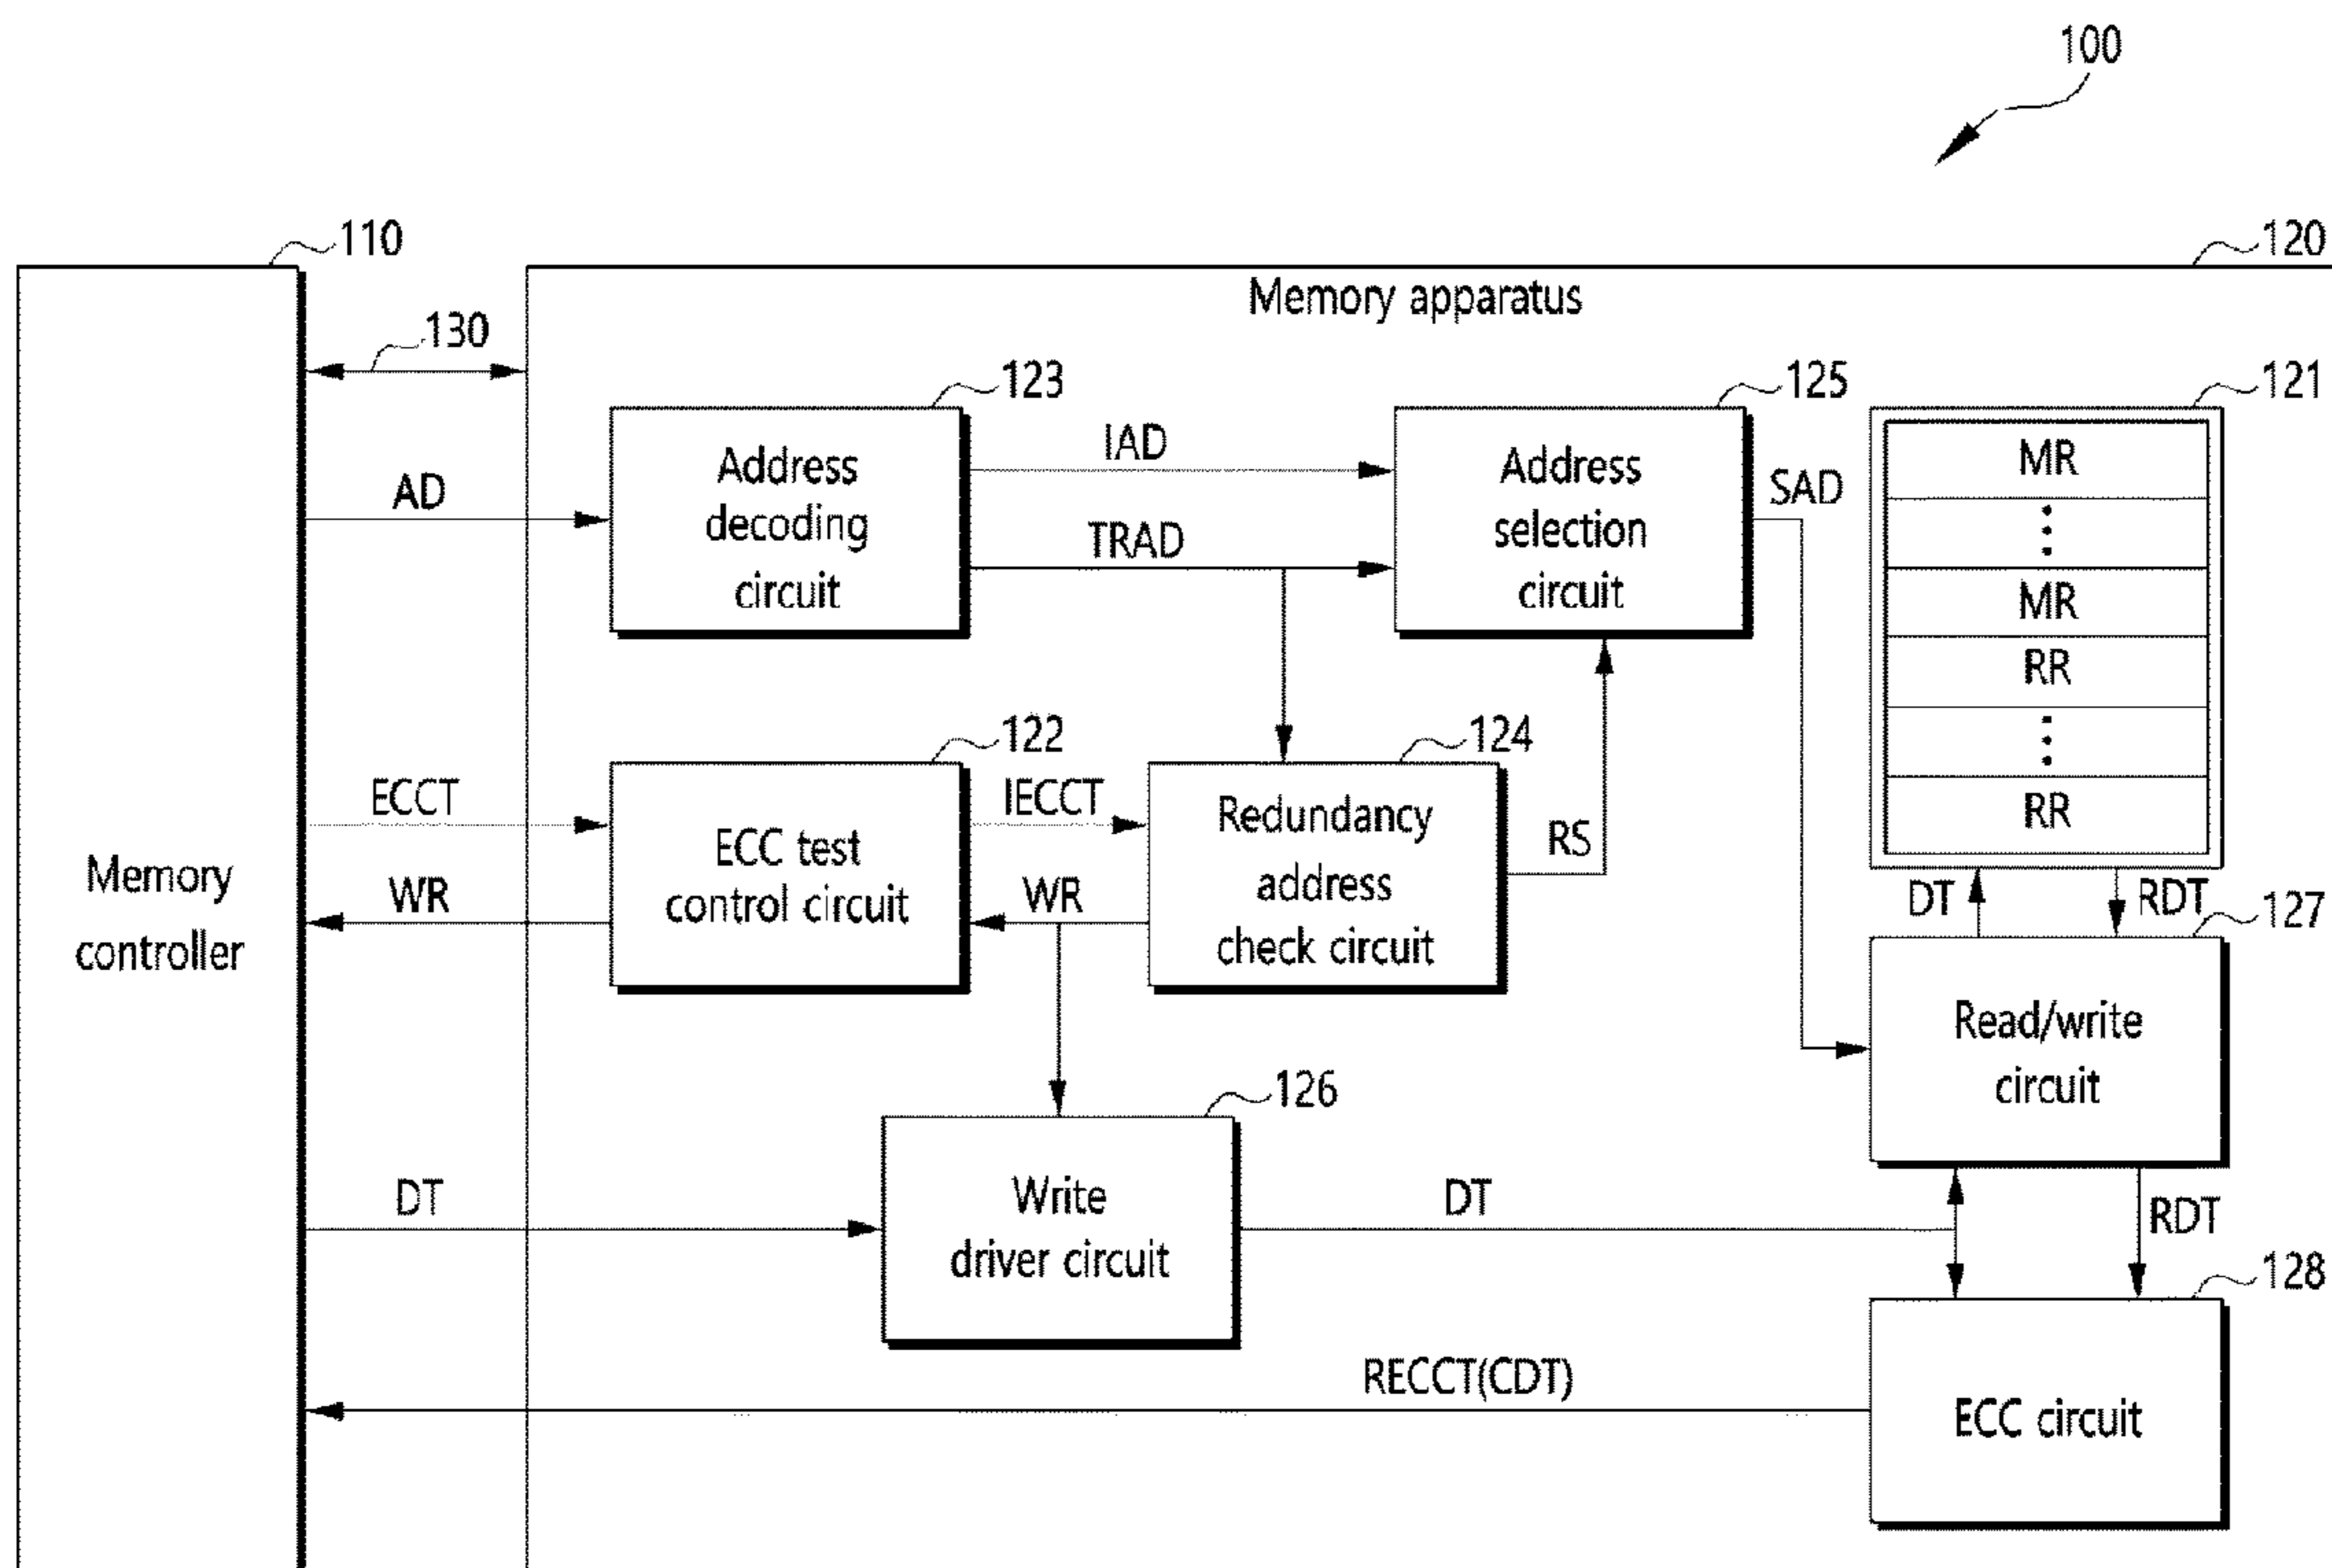 100
110
120
Memory apparatus
130
123
125
121
Address
decoding
circuit
IAD
TRAD
Address
selection
circuit
SAD
MR
MR
RR
RR
AD
122
124
ECCT
ECC test
control circuit
IECCT
Redundancy
address
check circuit
RS
WR
WR
Memory
controller
DT
RDT
127
Read/write
circuit
126
DT
Write
driver circuit
DT
RDT
128
RECCT(CDT)
ECC circuit